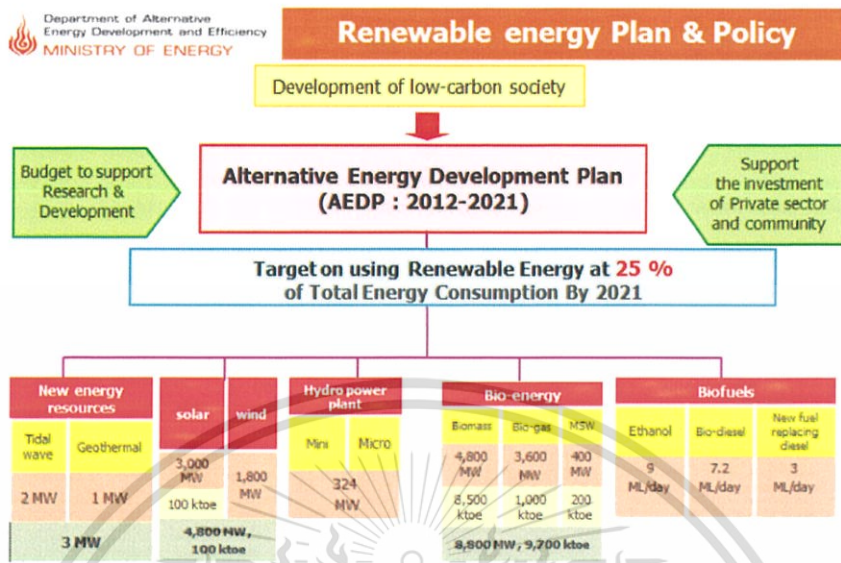 Department of Alternative
Energy Development and Efficiency
MINISTRY OF ENERGY
Renewable energy Plan & Policy
Development of low-carbon society
Budget to support
Research &
Development
Alternative Energy Development Plan
(AEDP : 2012-2021)
Support
the investment
of Private sector
and community
Target on using Renewable Energy at 25 %
of Total Energy Consumption By 2021
New energy
resources
Tidal
wave
Geothermal
2 MW
1 MW
3 MW
solar
wind
3,000
MW
1,800
MW
100 ktoe
4,800 MW,
100 ktoe
Hydro power
plant
Mini
Micro
324
MW
Bio-energy
Biomass
Bio-gas
MSW
4,800
MW
3,600
MW
400
MW
8,500
ktoe
1,000
ktoe
200
ktoe
8,800 MW, 9,700 ktoe
Biofuels
Ethanol
Bio-diesel
New fuel
replacing
diesel
9
ML/day
7.2
ML/day
3
ML/day